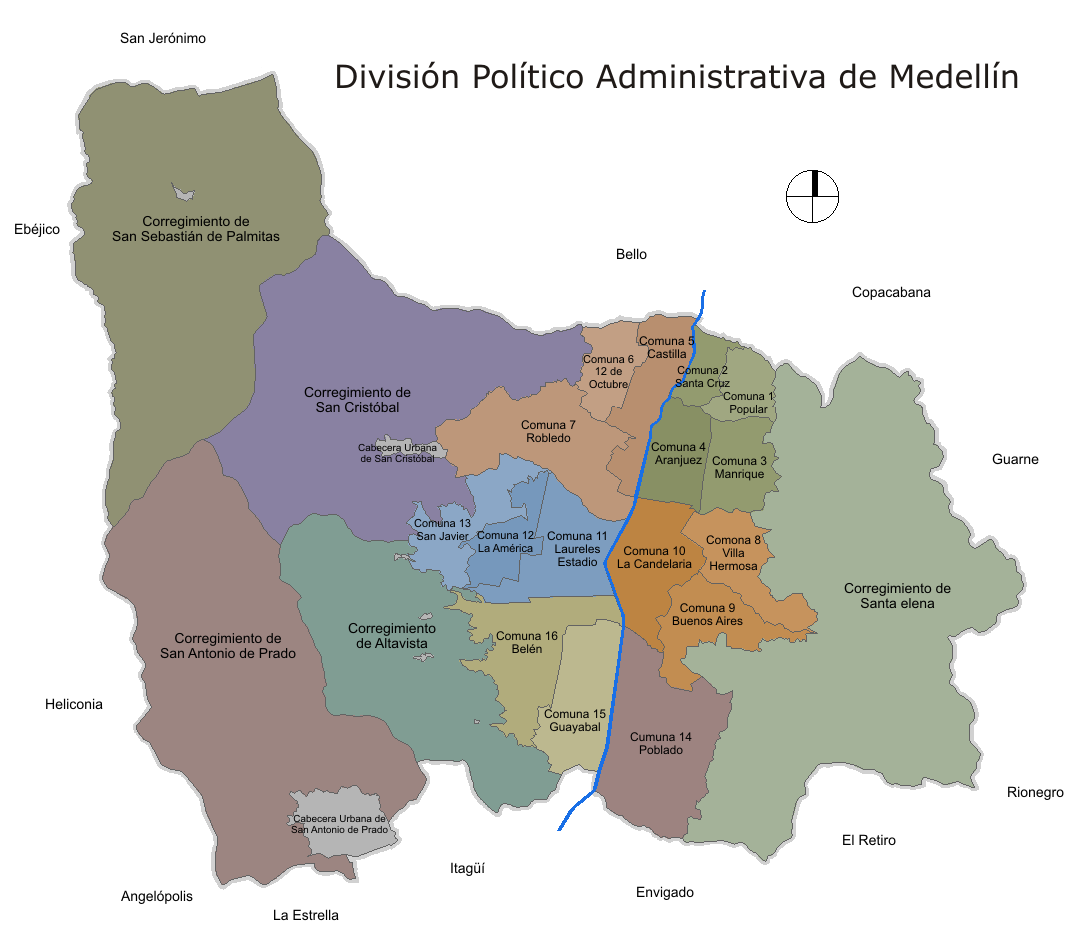 San Jerónimo
División Político Administrativa de Medellín
Ebéjico
Corregimiento de
San Sebastián de Palmitas
Bello
Copacabana
Comuna 5
Castilla
Comuna 6
12 de
Octubre
Comuna 2
Santa Cruz
Comuna 1
Popular
Corregimiento de
San Cristóbal
Comuna 7
Robledo
Cabecera Urbana
de San Cristóbal
Comuna 4
Aranjuez
Comuna 3
Manrique
Guarne
Comuna 13
San Javier
Comuna 12
La América
Comuna 11
Laureles
Estadio
Comuna 10
La Candelaria
Comona 8
Villa
Hermosa
Corregimiento de
Santa elena
Comuna 9
Buenos Aires
Corregimiento de
San Antonio de Prado
Corregimiento
de Altavista
Comuna 16
Belén
Heliconia
Comuna 15
Guayabal
Cumuna 14
Poblado
Rionegro
Cabecera Urbana de
San Antonio de Prado
El Retiro
Itagüí
Envigado
Angelópolis
La Estrella